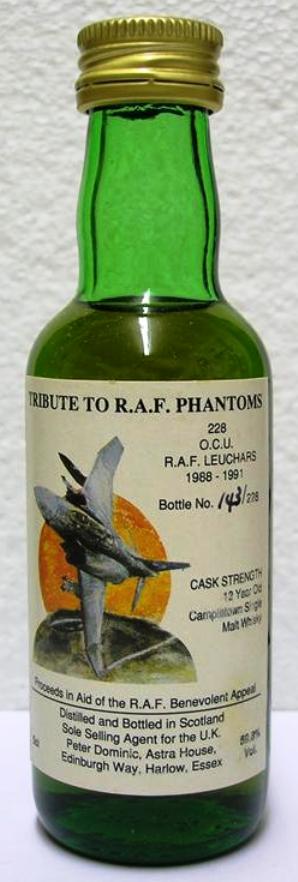 TRIBUTE TO R.A.F. PHANTOMS
228
O.C.U.
R.A.F. LEUCHARS
1988 - 1991
Bottle No. 143/228
CASK STRENGTH
12 Year Old
Campbletown Single
Malt Whisky
Proceeds in Aid of the R.A.F. Benevolent Appeal
Distilled and Bottled in Scotland
Sole Selling Agent for the U.K.
Peter Dominic, Astra House,
Edinburgh Way, Harlow, Essex
5cl
Vol.